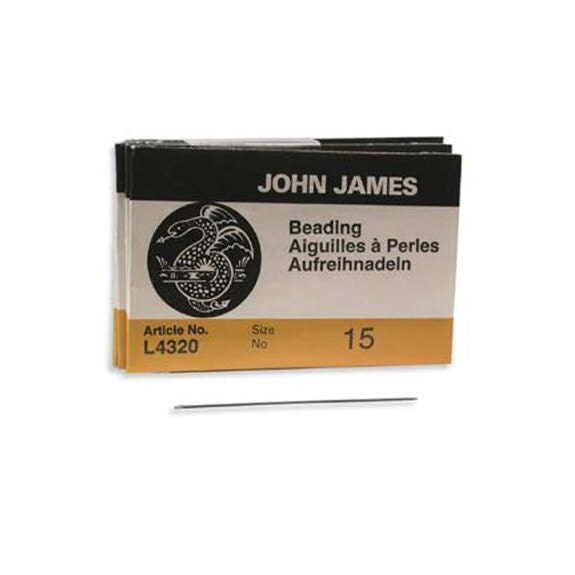 JOHN JAMES
Beading
Aiguilles à Perles
Aufreihnadeln
Article No.
L4320
Size
No
15